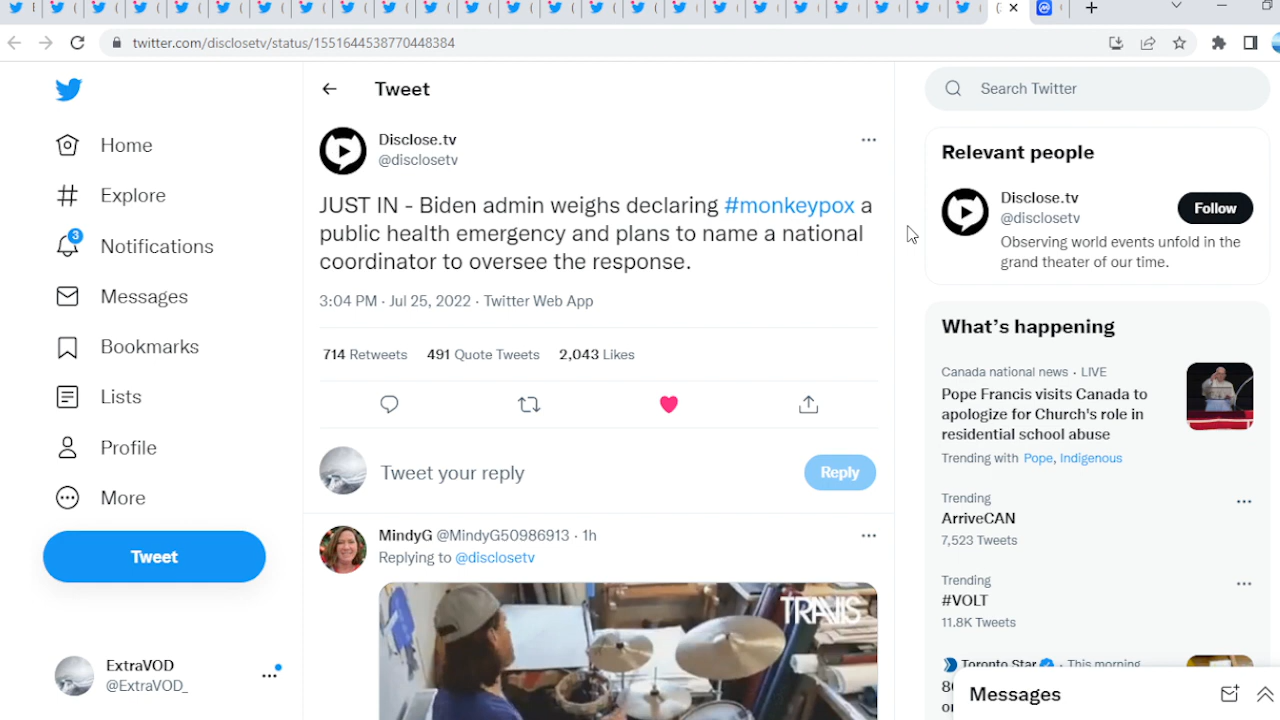 twitter.com/disclosetv/status/1551644538770448384
Home
Explore
3
Notifications
Messages
Bookmarks
Lists
Profile
More
Tweet
ExtraVOD
@ExtraVOD_
Tweet
Disclose.tv
@disclosetv
JUST IN - Biden admin weighs declaring #monkeypox a
public health emergency and plans to name a national
coordinator to oversee the response.
3:04 PM · Jul 25, 2022 · Twitter Web App
714 Retweets 491 Quote Tweets 2,043 Likes
Tweet your reply
Reply
MindyG @MindyG50986913 · 1h
Replying to @disclosetv
TRAVIS
Search Twitter
Relevant people
Disclose.tv
@disclosetv
Follow
Observing world events unfold in the
grand theater of our time.
What's happening
Canada national news · LIVE
Pope Francis visits Canada to
apologize for Church's role in
residential school abuse
Trending with Pope, Indigenous
Trending
ArriveCAN
7,523 Tweets
Trending
#VOLT
11.8K Tweets
Toronto Star · This morning
Messages